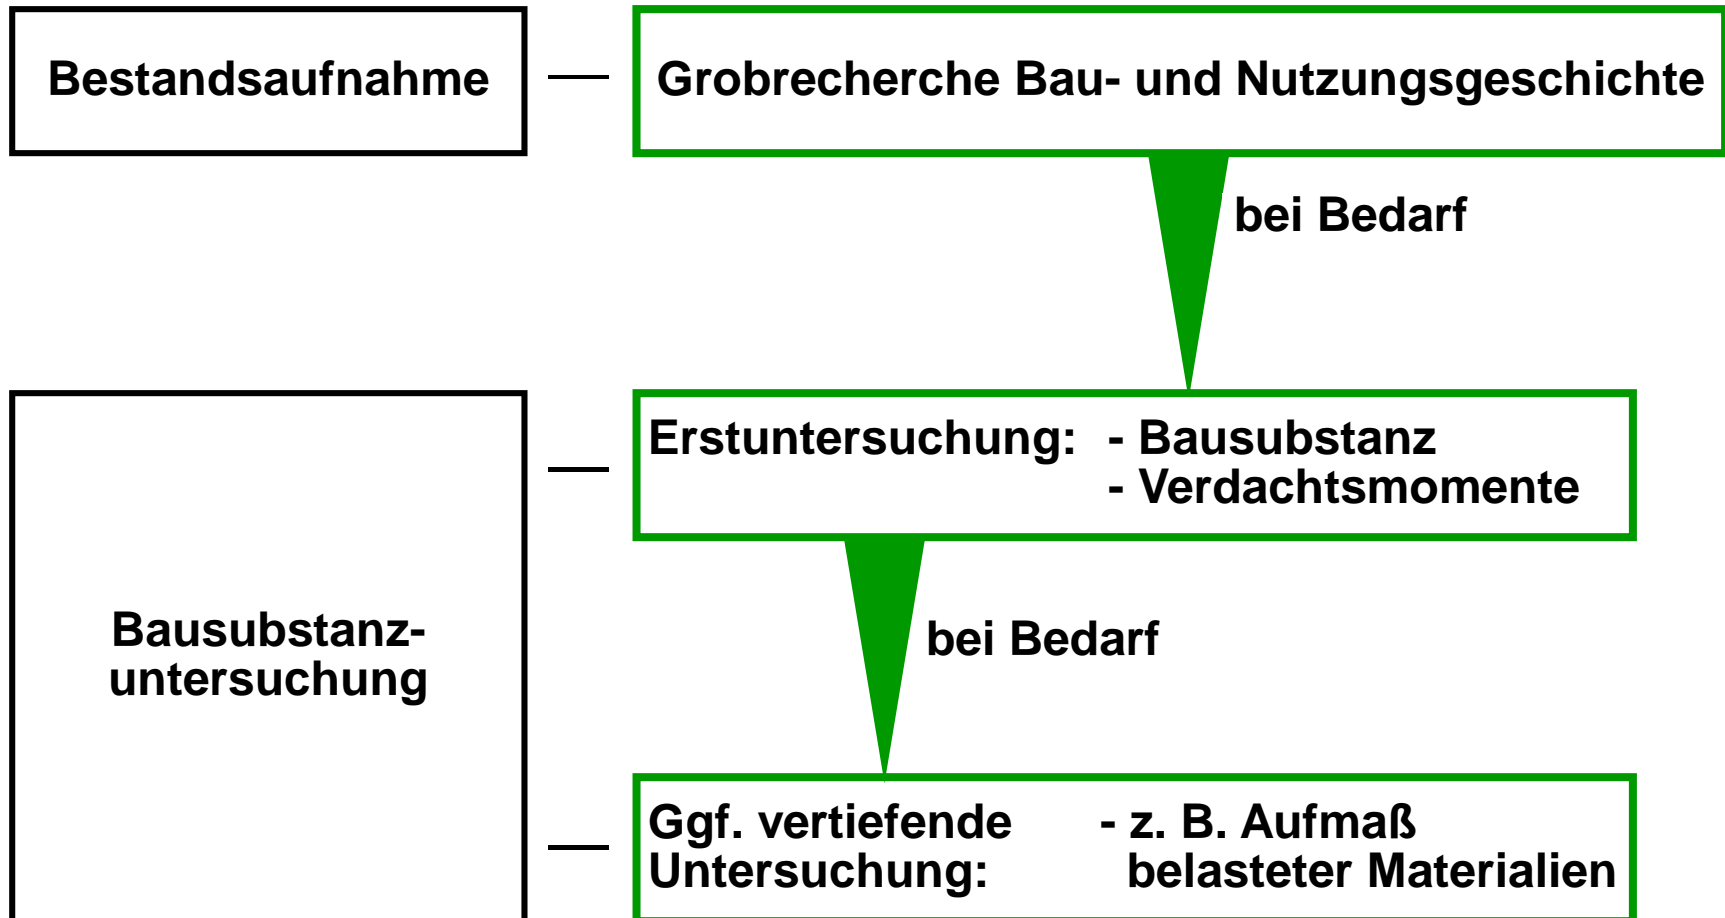 Bestandsaufnahme
Grobrecherche Bau- und Nutzungsgeschichte
bei Bedarf
Erstuntersuchung: - Bausubstanz
- Verdachtsmomente
Bausubstanz-
untersuchung
bei Bedarf
Ggf. vertiefende - z. B. Aufmaß
Untersuchung: belasteter Materialien